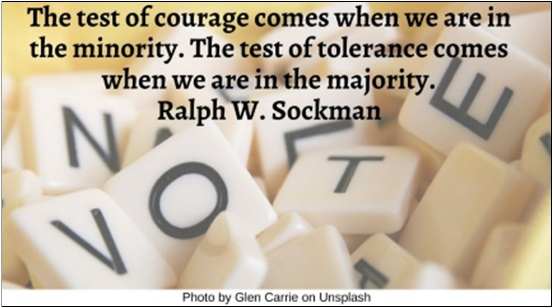 The test of courage comes when we are in
the minority. The test of tolerance comes
when we are in the majority.
Ralph W. Sockman
N
E
T
V O T
T
Photo by Glen Carrie on Unsplash